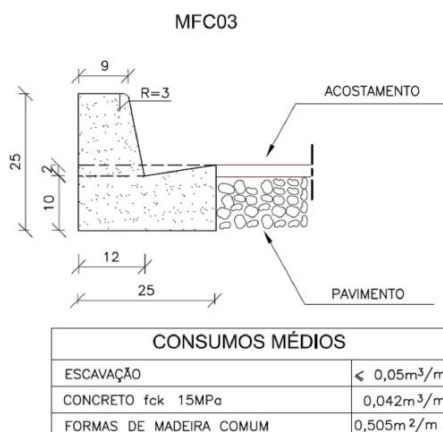 MFC03
9
R=3
ACOSTAMENTO
25
2
10
12
25
PAVIMENTO
CONSUMOS MÉDIOS
ESCAVAÇÃO ⩽ 0,05m³/m
CONCRETO fck 15MPa 0,042m³/m
FORMAS DE MADEIRA COMUM 0,505m²/m